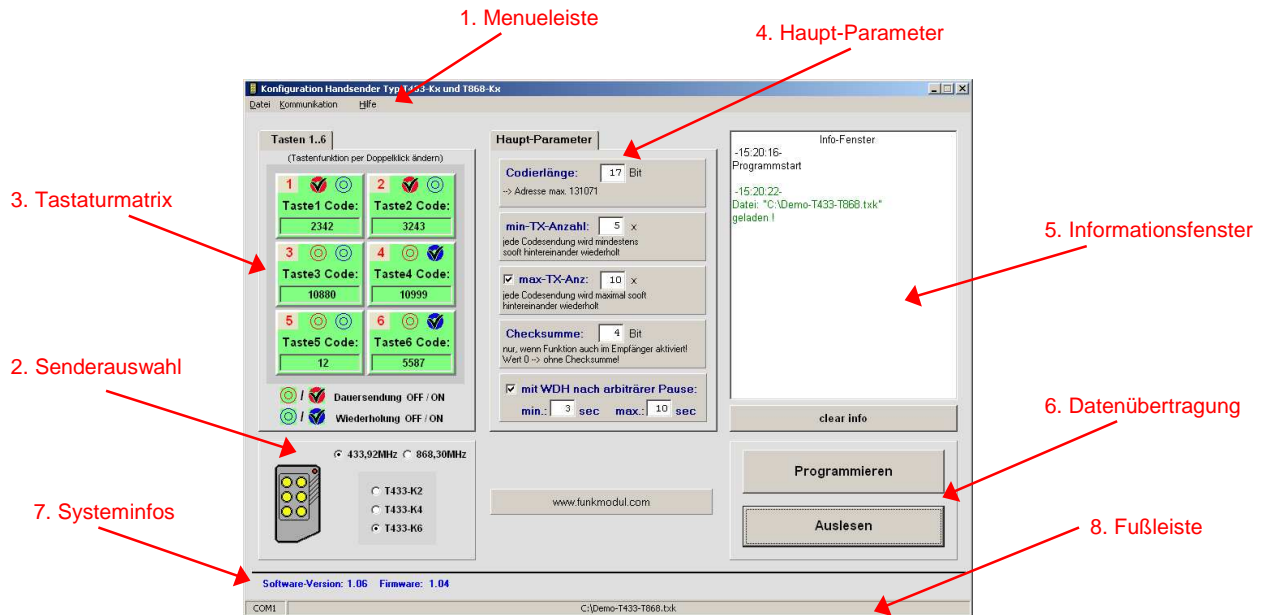 1. Menueleiste
4. Haupt-Parameter
3. Tastaturmatrix
5. Informationsfenster
2. Senderauswahl
6. Datenübertragung
7. Systeminfos
8. Fußleiste
Konfiguration Handsender Typ T433-Kx und T868-Kx
Datei Kommunikation Hilfe
Tasten 1..6
(Tastenfunktion per Doppelklick ändern)
1
Taste1 Code:
2342
2
Taste2 Code:
3243
3
Taste3 Code:
10880
4
Taste4 Code:
10999
5
Taste5 Code:
12
6
Taste6 Code:
5587
/ Dauersendung OFF / ON
/ Wiederholung OFF / ON
Haupt-Parameter
Codierlänge: 17 Bit
--> Adresse max. 131071
min-TX-Anzahl: 5 x
jede Codesendung wird mindestens
sooft hintereinander wiederholt
max-TX-Anz: 10 x
jede Codesendung wird maximal sooft
hintereinander wiederholt
Checksumme: 4 Bit
nur, wenn Funktion auch im Empfänger aktiviert!
Wert 0 --> ohne Checksumme!
mit WDH nach arbiträrer Pause:
min.: 3 sec max.: 10 sec
Info-Fenster
-15:20:16-
Programmstart
-15:20:22-
Datei: "C:\Demo-T433-T868.txk"
geladen !
clear info
433,92MHz 868,30MHz
T433-K2
T433-K4
T433-K6
www.funkmodul.com
Programmieren
Auslesen
Software-Version: 1.06 Firmware: 1.04
COM1 C:\Demo-T433-T868.txk